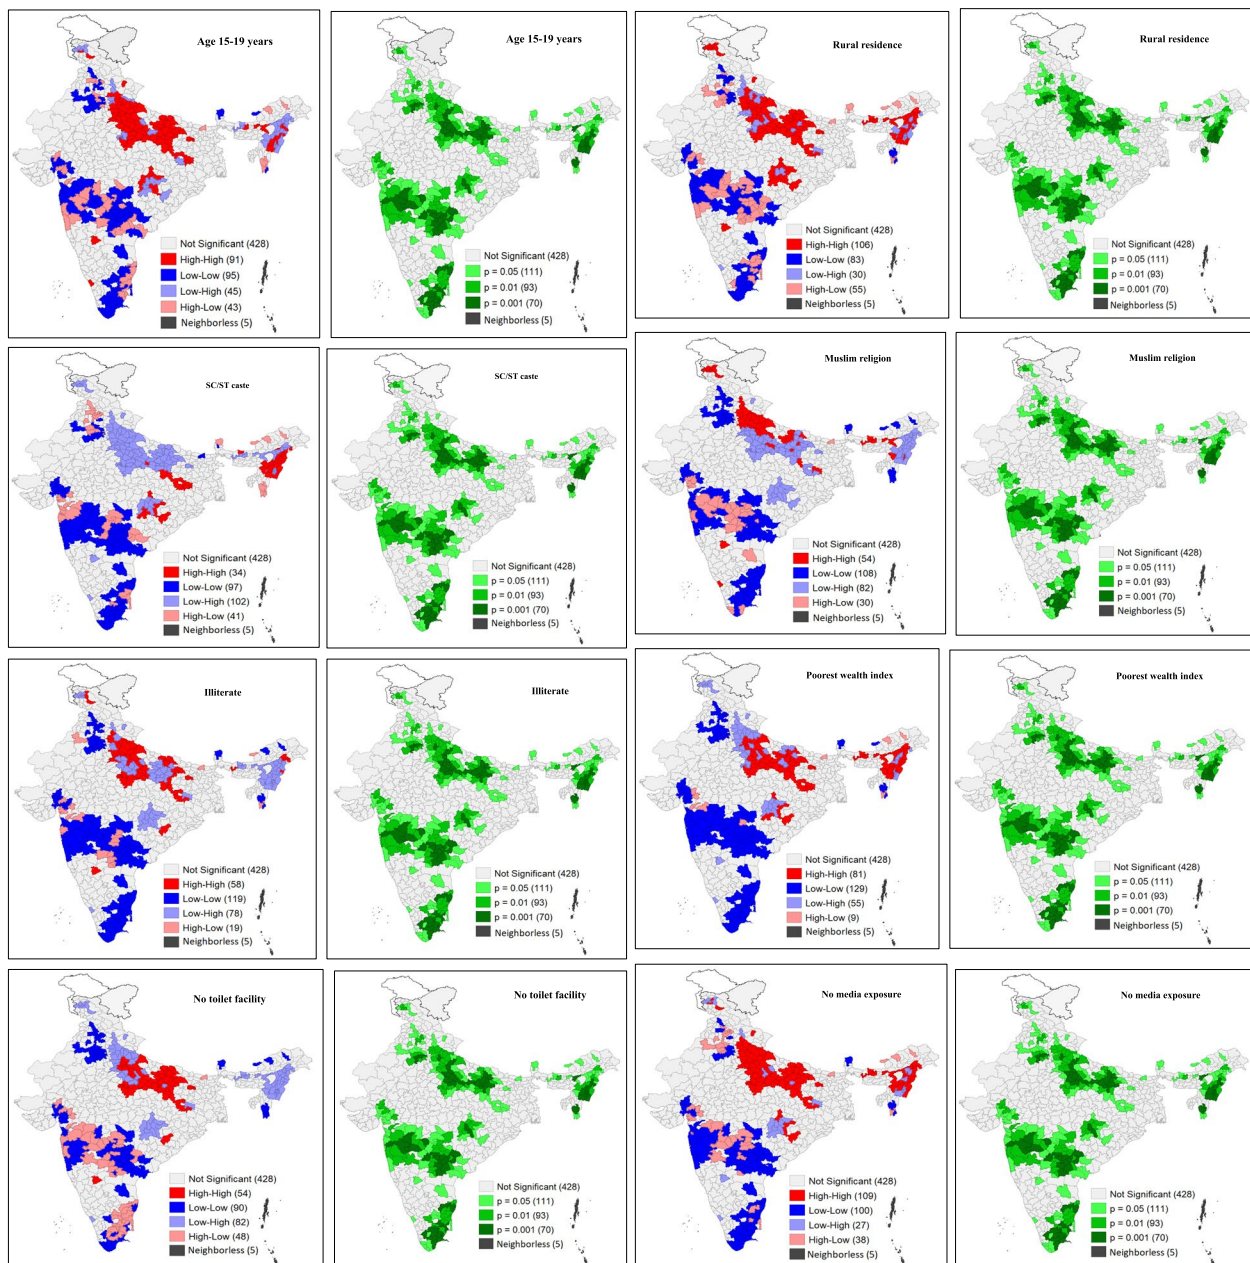 Age 15-19 years
Not Significant (428)
High-High (91)
Low-Low (95)
Low-High (45)
High-Low (43)
Neighborless (5)
Age 15-19 years
Not Significant (428)
p = 0.05 (111)
p = 0.01 (93)
p = 0.001 (70)
Neighborless (5)
Rural residence
Not Significant (428)
High-High (106)
Low-Low (83)
Low-High (30)
High-Low (55)
Neighborless (5)
Rural residence
Not Significant (428)
p = 0.05 (111)
p = 0.01 (93)
p = 0.001 (70)
Neighborless (5)
SC/ST caste
Not Significant (428)
High-High (34)
Low-Low (97)
Low-High (102)
High-Low (41)
Neighborless (5)
SC/ST caste
Not Significant (428)
p = 0.05 (111)
p = 0.01 (93)
p = 0.001 (70)
Neighborless (5)
Muslim religion
Not Significant (428)
High-High (54)
Low-Low (108)
Low-High (82)
High-Low (30)
Neighborless (5)
Muslim religion
Not Significant (428)
p = 0.05 (111)
p = 0.01 (93)
p = 0.001 (70)
Neighborless (5)
Illiterate
Not Significant (428)
High-High (58)
Low-Low (119)
Low-High (78)
High-Low (19)
Neighborless (5)
Illiterate
Not Significant (428)
p = 0.05 (111)
p = 0.01 (93)
p = 0.001 (70)
Neighborless (5)
Poorest wealth index
Not Significant (428)
High-High (81)
Low-Low (129)
Low-High (55)
High-Low (9)
Neighborless (5)
Poorest wealth index
Not Significant (428)
p = 0.05 (111)
p = 0.01 (93)
p = 0.001 (70)
Neighborless (5)
No toilet facility
Not Significant (428)
High-High (54)
Low-Low (90)
Low-High (82)
High-Low (48)
Neighborless (5)
No toilet facility
Not Significant (428)
p = 0.05 (111)
p = 0.01 (93)
p = 0.001 (70)
Neighborless (5)
No media exposure
Not Significant (428)
High-High (109)
Low-Low (100)
Low-High (27)
High-Low (38)
Neighborless (5)
No media exposure
Not Significant (428)
p = 0.05 (111)
p = 0.01 (93)
p = 0.001 (70)
Neighborless (5)